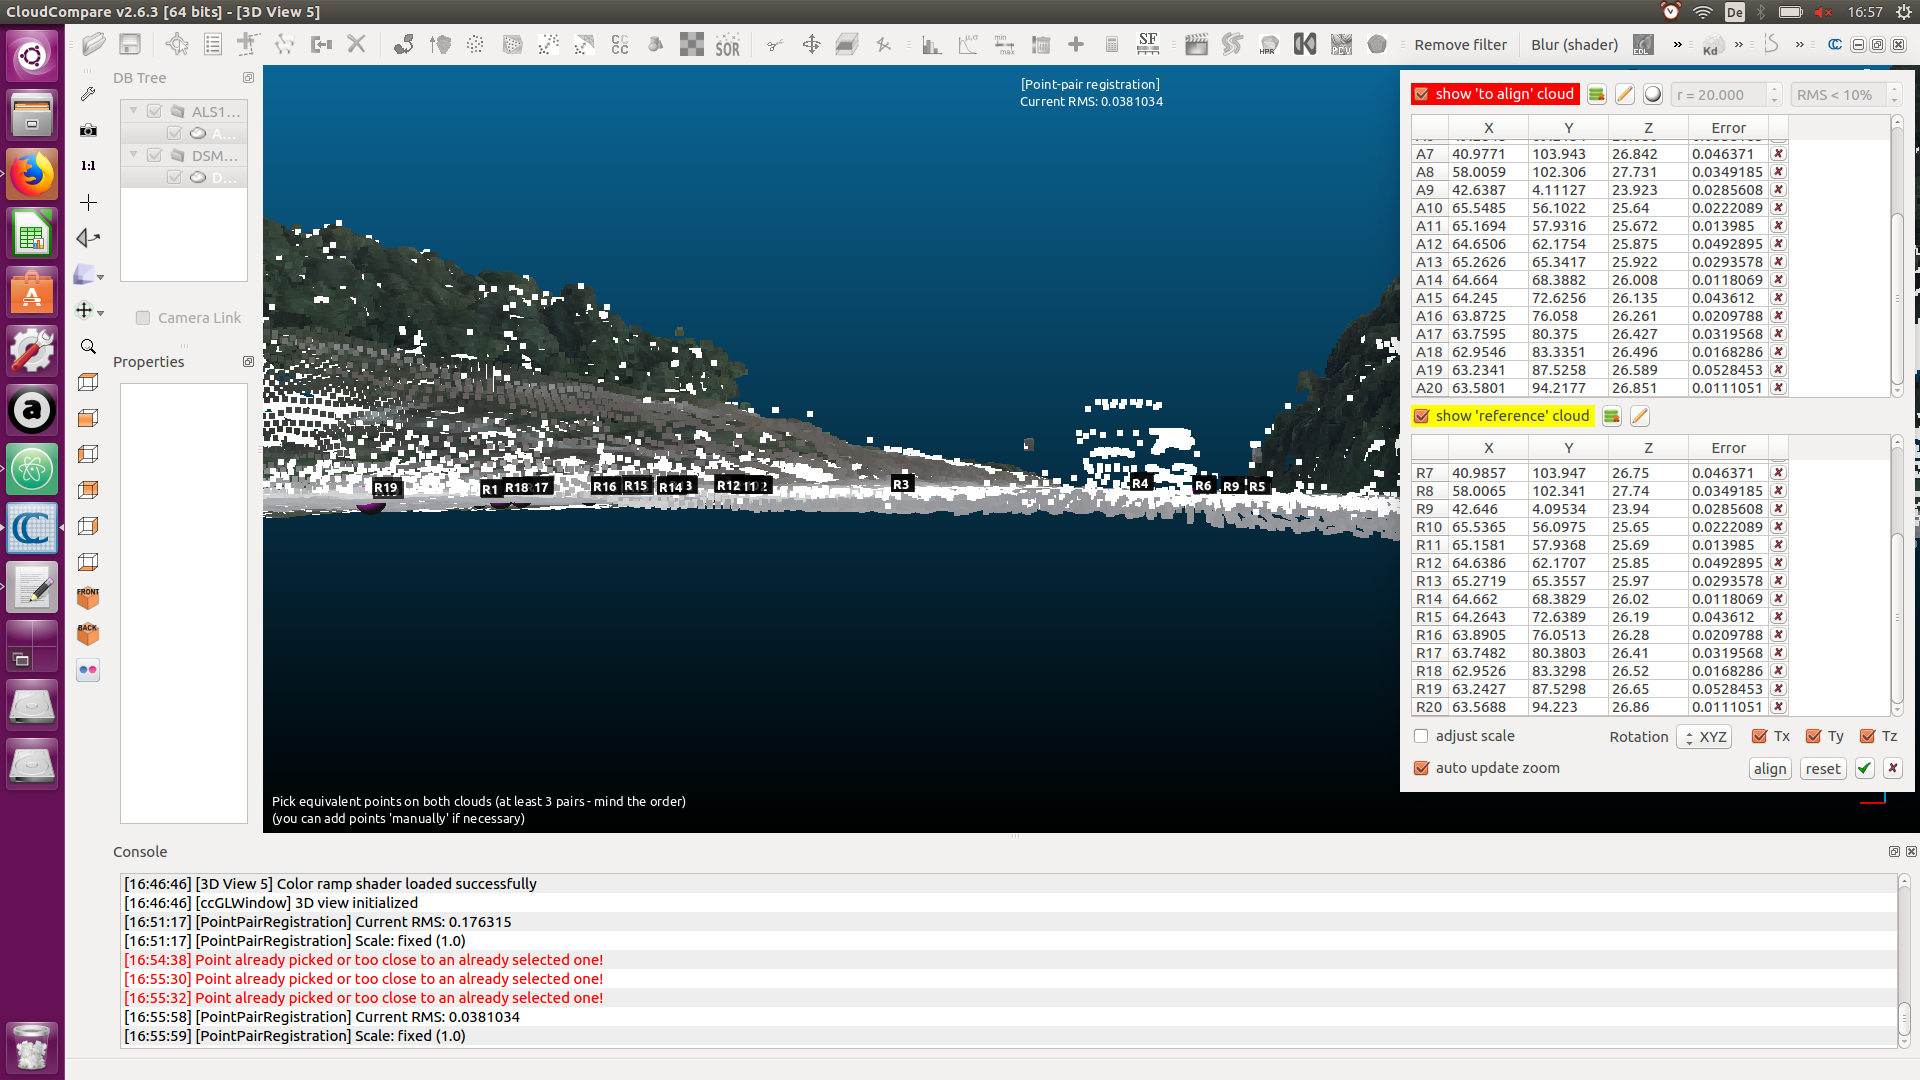 CloudCompare v2.6.3 [64 bits] - [3D View 5]
De
16:57
SOR
SF
Remove filter
Blur (shader)
EDL
»
Kd
»
»
DB Tree
ALS1...
A...
DSM...
D...
1:1
Camera Link
Properties
FRONT
BACK
[Point-pair registration]
Current RMS: 0.0381034
R19
R1
R18
17
R16
R15
R14
3
R12
2
R3
R4
R6
R9
R5
Pick equivalent points on both clouds (at least 3 pairs - mind the order)
(you can add points 'manually' if necessary)
show 'to align' cloud
r = 20.000
RMS < 10%
X Y Z Error
A7 40.9771 103.943 26.842 0.046371
A8 58.0059 102.306 27.731 0.0349185
A9 42.6387 4.11127 23.923 0.0285608
A10 65.5485 56.1022 25.64 0.0222089
A11 65.1694 57.9316 25.672 0.013985
A12 64.6506 62.1754 25.875 0.0492895
A13 65.2626 65.3417 25.922 0.0293578
A14 64.664 68.3882 26.008 0.0118069
A15 64.245 72.6256 26.135 0.043612
A16 63.8725 76.058 26.261 0.0209788
A17 63.7595 80.375 26.427 0.0319568
A18 62.9546 83.3351 26.496 0.0168286
A19 63.2341 87.5258 26.589 0.0528453
A20 63.5801 94.2177 26.851 0.0111051
show 'reference' cloud
X Y Z Error
R7 40.9857 103.947 26.75 0.046371
R8 58.0065 102.341 27.74 0.0349185
R9 42.646 4.09534 23.94 0.0285608
R10 65.5365 56.0975 25.65 0.0222089
R11 65.1581 57.9368 25.69 0.013985
R12 64.6386 62.1707 25.85 0.0492895
R13 65.2719 65.3557 25.97 0.0293578
R14 64.662 68.3829 26.02 0.0118069
R15 64.2643 72.6389 26.19 0.043612
R16 63.8905 76.0513 26.28 0.0209788
R17 63.7482 80.3803 26.41 0.0319568
R18 62.9526 83.3298 26.52 0.0168286
R19 63.2427 87.5298 26.65 0.0528453
R20 63.5688 94.223 26.86 0.0111051
adjust scale
Rotation XYZ
Tx Ty Tz
auto update zoom
align reset
Console
[16:46:46] [3D View 5] Color ramp shader loaded successfully
[16:46:46] [ccGLWindow] 3D view initialized
[16:51:17] [PointPairRegistration] Current RMS: 0.176315
[16:51:17] [PointPairRegistration] Scale: fixed (1.0)
[16:54:38] Point already picked or too close to an already selected one!
[16:55:30] Point already picked or too close to an already selected one!
[16:55:32] Point already picked or too close to an already selected one!
[16:55:58] [PointPairRegistration] Current RMS: 0.0381034
[16:55:59] [PointPairRegistration] Scale: fixed (1.0)